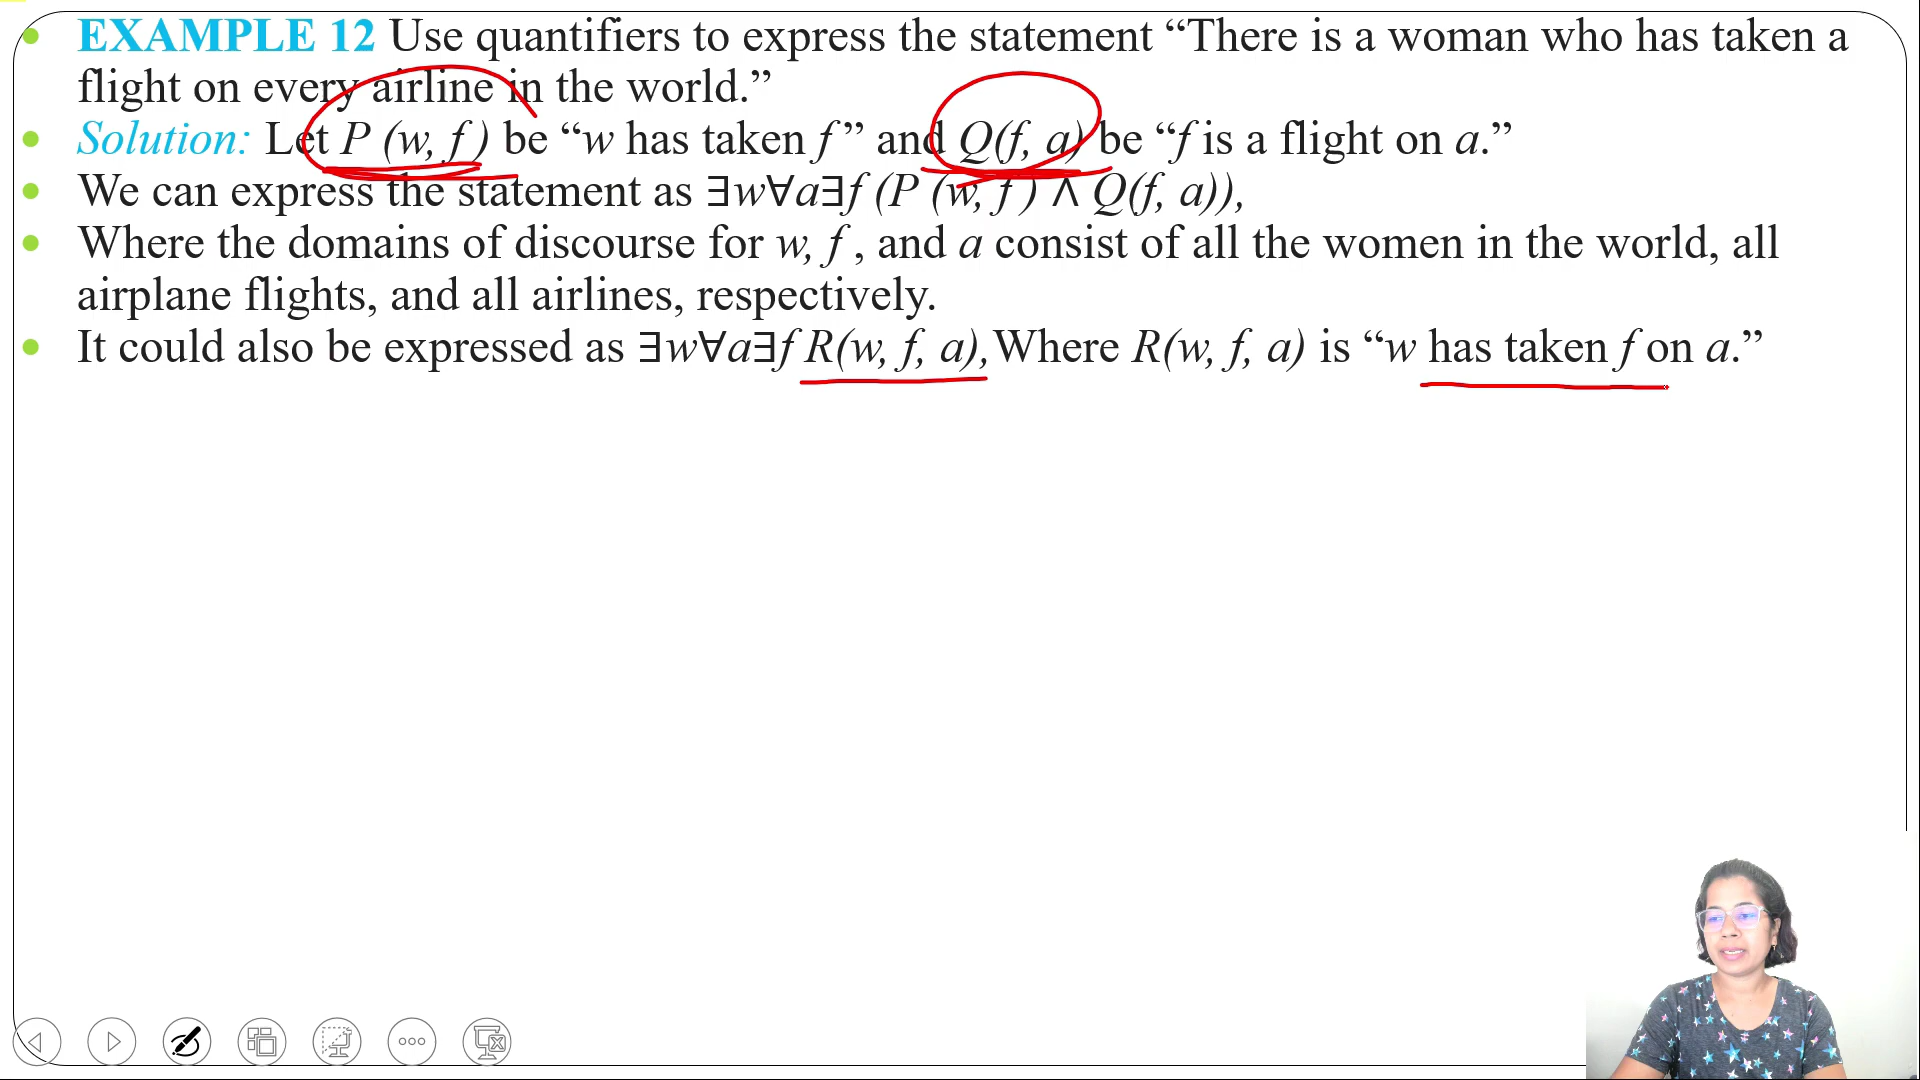 EXAMPLE 12 Use quantifiers to express the statement “There is a woman who has taken a
flight on every airline in the world.”
Solution: Let P (w, f ) be “w has taken f ” and Q(f, a) be “f is a flight on a.”
We can express the statement as ∃w∀a∃f (P (w, f ) ∧ Q(f, a)),
Where the domains of discourse for w, f , and a consist of all the women in the world, all
airplane flights, and all airlines, respectively.
It could also be expressed as ∃w∀a∃f R(w, f, a),Where R(w, f, a) is “w has taken f on a.”